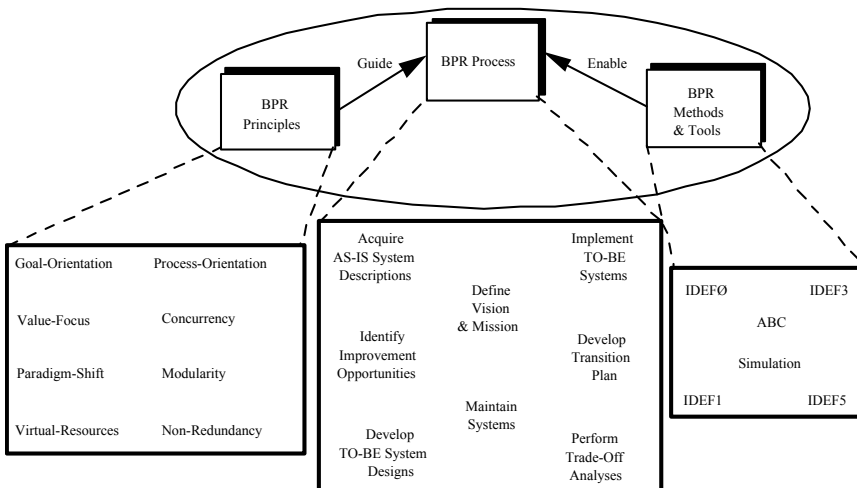 BPR Process
Guide
Enable
BPR
Principles
BPR
Methods
& Tools
Goal-Orientation
Process-Orientation
Value-Focus
Concurrency
Paradigm-Shift
Modularity
Virtual-Resources
Non-Redundancy
Acquire
AS-IS System
Descriptions
Implement
TO-BE
Systems
Define
Vision
& Mission
Identify
Improvement
Opportunities
Develop
Transition
Plan
Maintain
Systems
Develop
TO-BE System
Designs
Perform
Trade-Off
Analyses
IDEFØ
IDEF3
ABC
Simulation
IDEF1
IDEF5